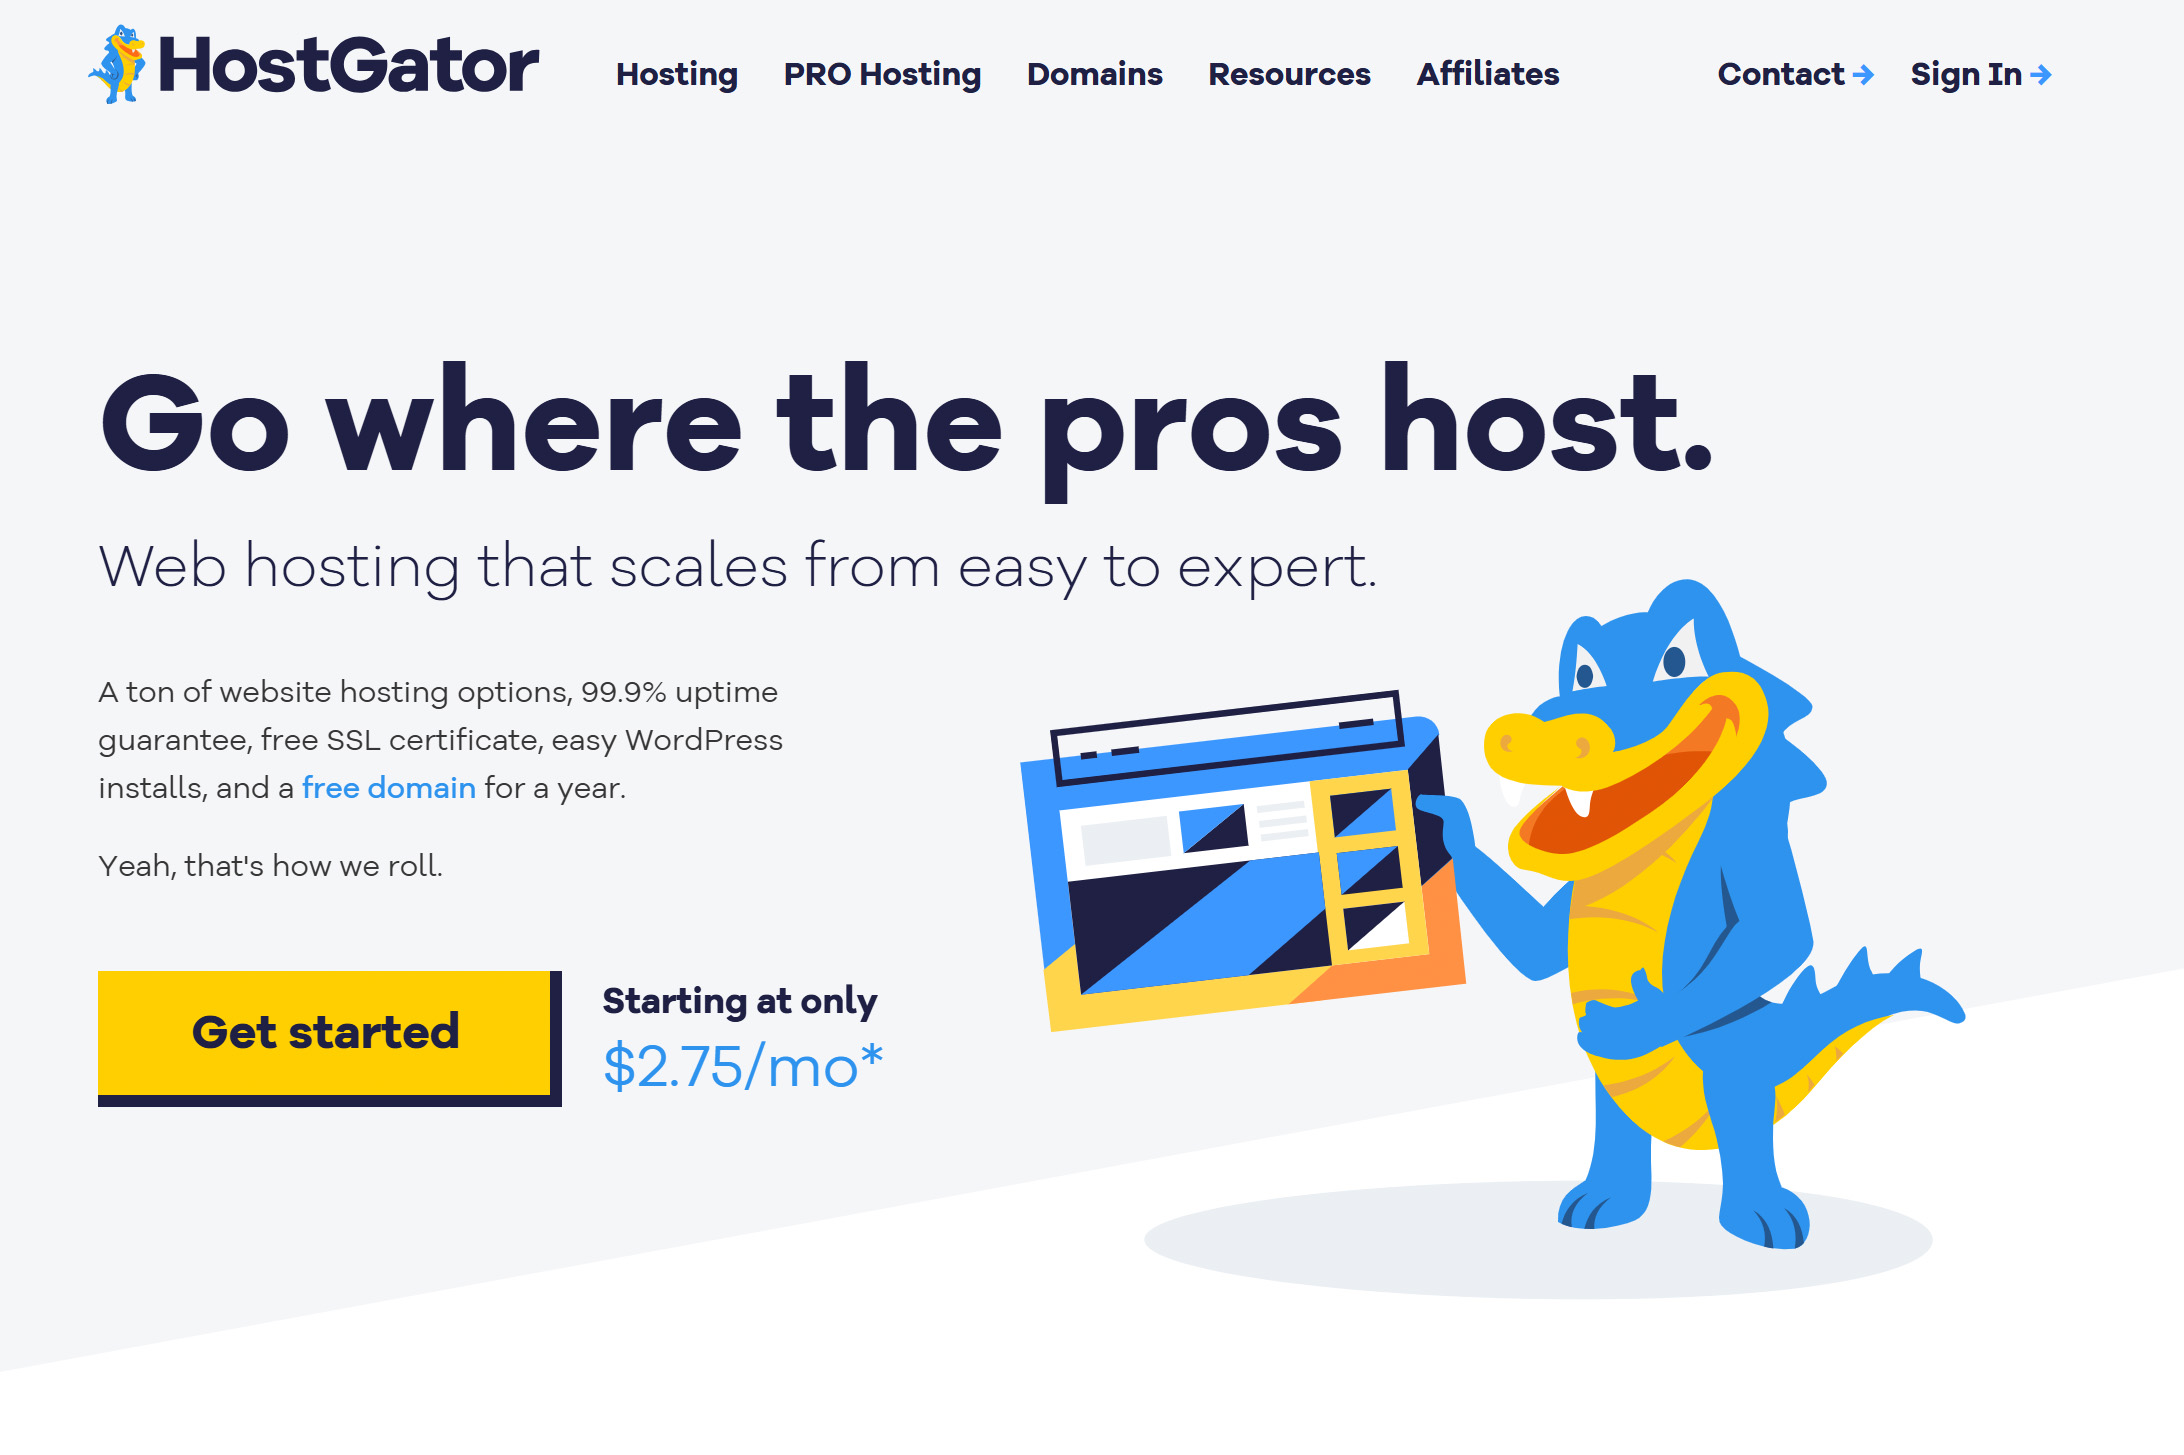 HostGator
Hosting PRO Hosting Domains Resources Affiliates Contact → Sign In →
Go where the pros host.
Web hosting that scales from easy to expert.
A ton of website hosting options, 99.9% uptime
guarantee, free SSL certificate, easy WordPress
installs, and a free domain for a year.
Yeah, that's how we roll.
Get started
Starting at only
$2.75/mo*